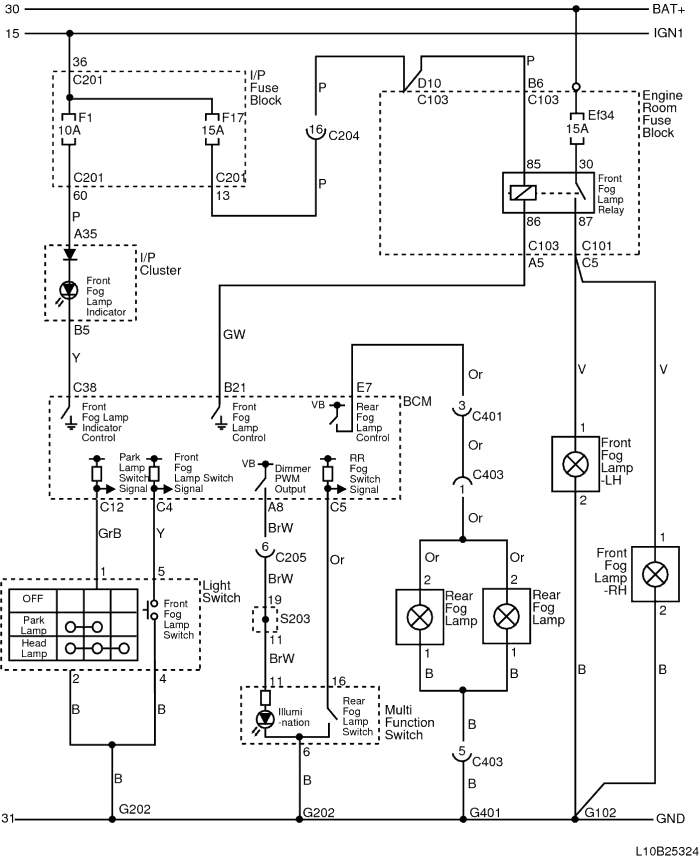 30
BAT+
15
IGN1
36
C201
I/P
Fuse
Block
F1
10A
F17
15A
C201
60
C201
13
P
16
C204
P
D10
C103
P
B6
C103
Engine
Room
Fuse
Block
Ef34
15A
85
30
Front
Fog
Lamp
Relay
86
87
C103
A5
C101
C5
P
A35
I/P
Cluster
Front
Fog
Lamp
Indicator
B5
Y
C38
GW
B21
E7
BCM
Front
Fog Lamp
Indicator
Control
Front
Fog
Lamp
Control
VB
Rear
Fog
Lamp
Control
Park
Lamp
Switch
Signal
Front
Fog
Lamp Switch
Signal
VB
Dimmer
PWM
Output
RR
Fog
Switch
Signal
C12
C4
A8
C5
Or
3
C401
Or
C403
1
Or
V
V
1
Front
Fog
Lamp
-LH
2
1
Front
Fog
Lamp
-RH
2
GrB
Y
BrW
6
C205
BrW
Or
19
S203
11
BrW
1
5
Light
Switch
OFF
Park
Lamp
Head
Lamp
Front
Fog
Lamp
Switch
2
4
B
B
Or
Or
2
2
Rear
Fog
Lamp
Rear
Fog
Lamp
1
1
B
B
11
16
Illumi
-nation
Rear
Fog
Lamp
Switch
Multi
Function
Switch
6
B
B
5
C403
B
B
B
B
31
G202
G202
G401
G102
GND
L10B25324